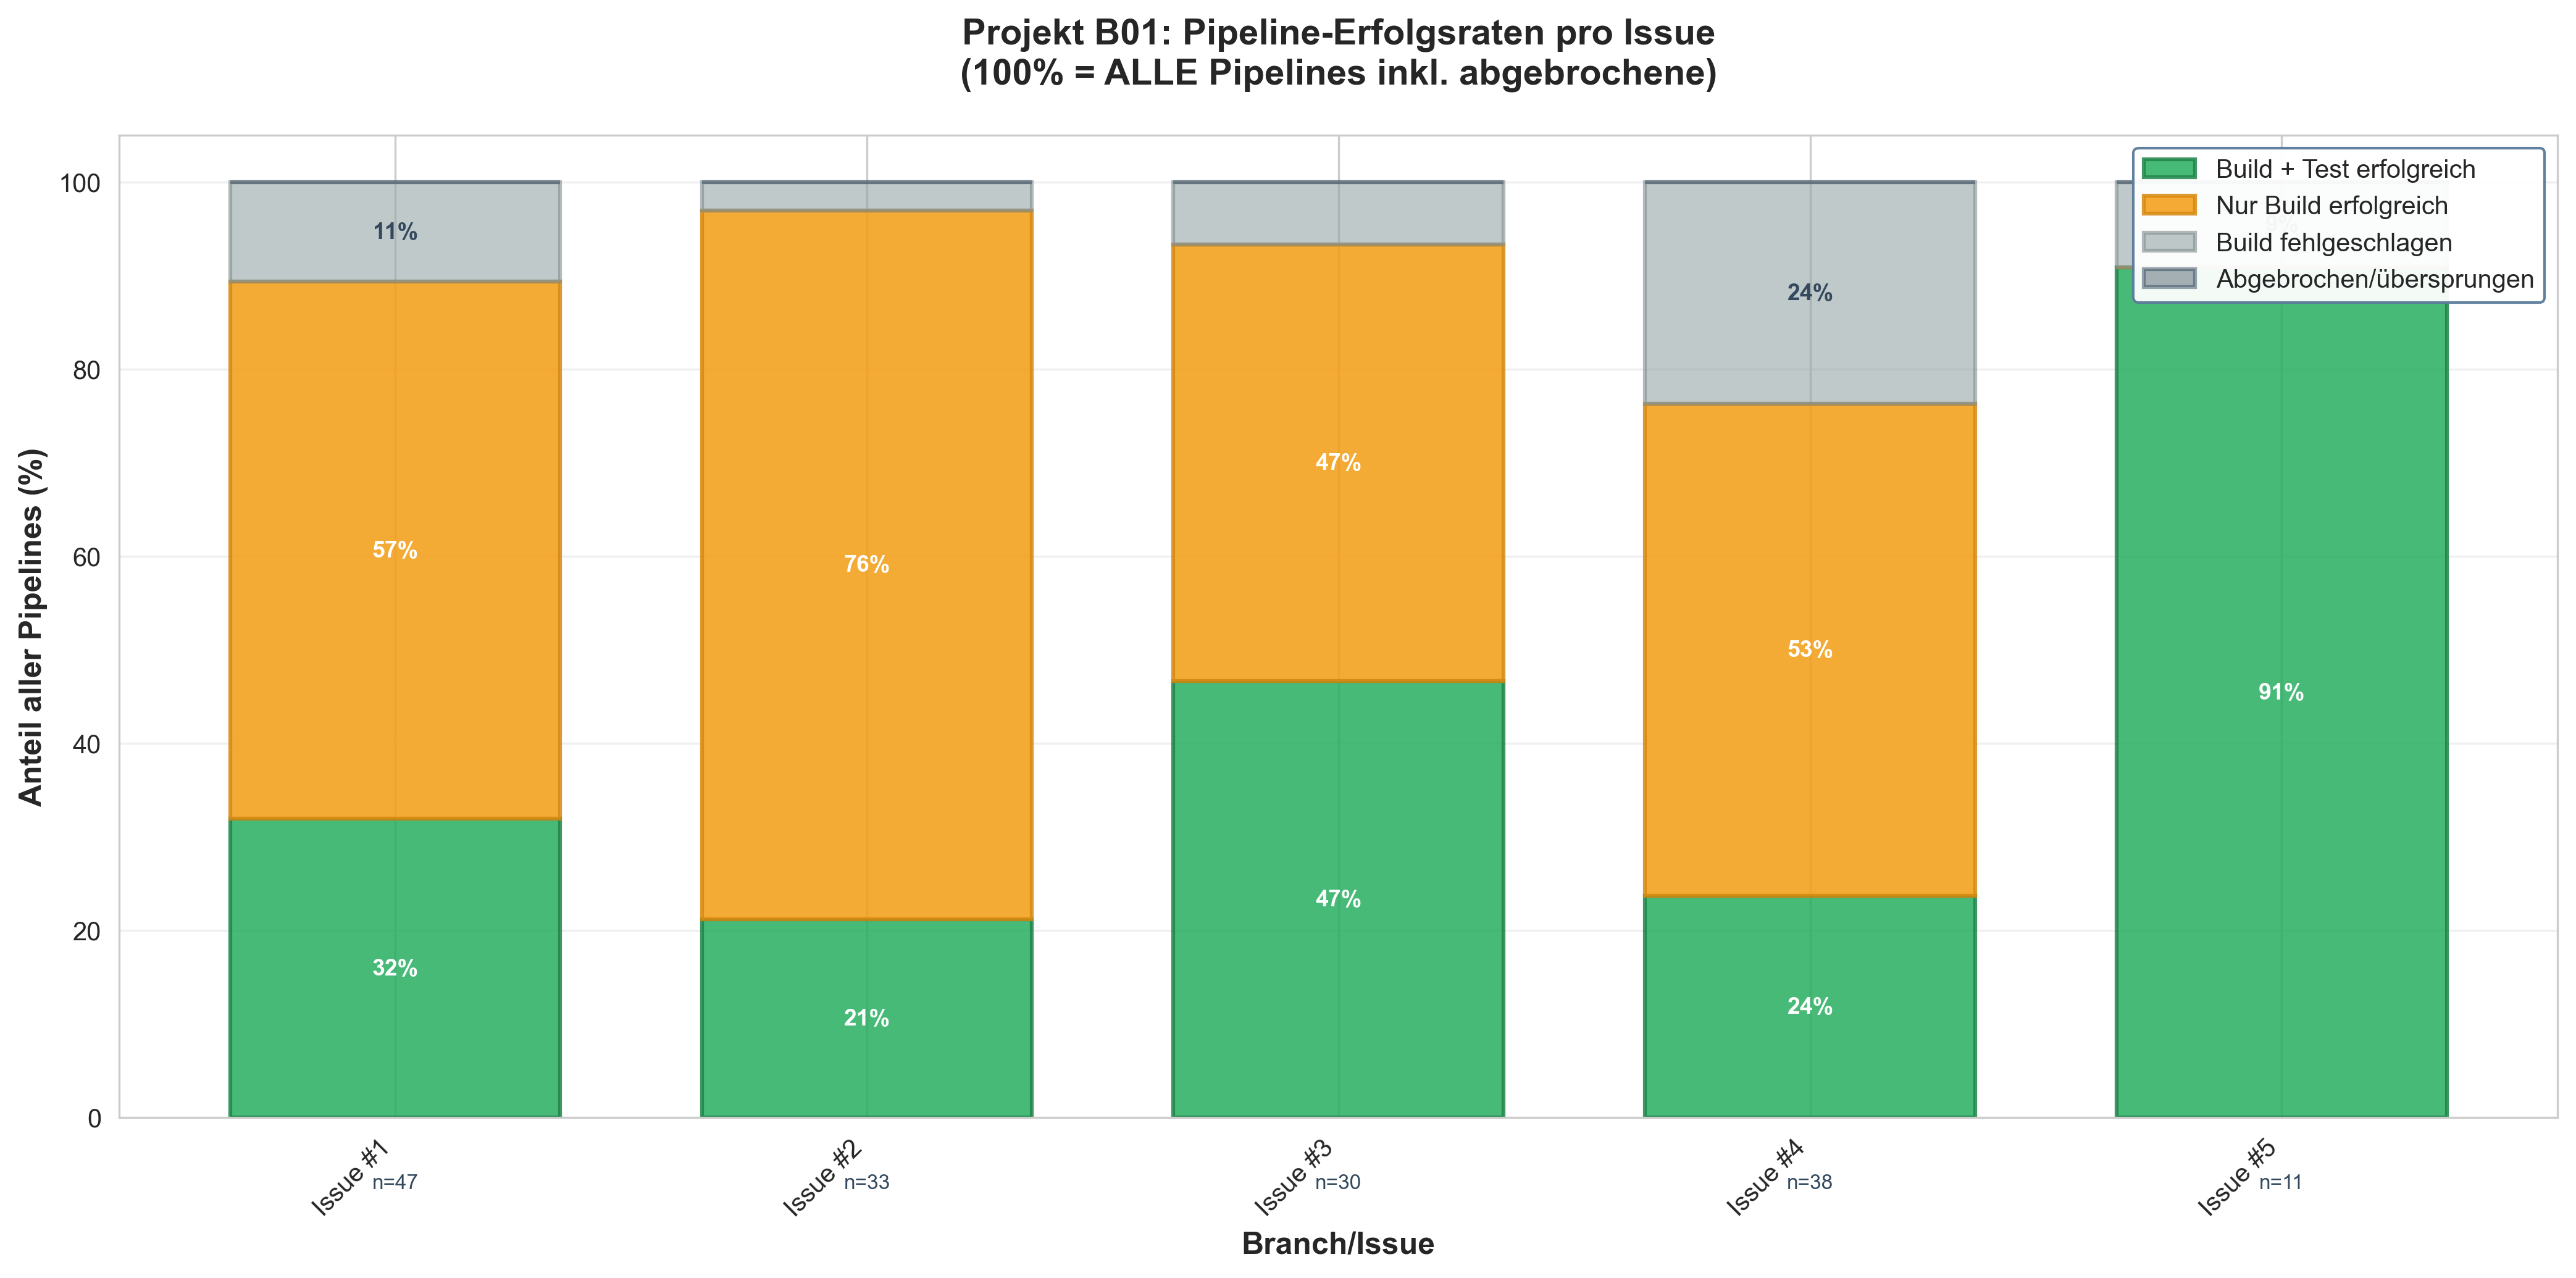 Projekt B01: Pipeline-Erfolgsraten pro Issue
(100% = ALLE Pipelines inkl. abgebrochene)
Build + Test erfolgreich
Nur Build erfolgreich
Build fehlgeschlagen
Abgebrochen/übersprungen
Anteil aller Pipelines (%)
100
80
60
40
20
0
11%
57%
32%
76%
21%
47%
47%
24%
53%
24%
91%
Issue #1
n=47
Issue #2
n=33
Issue #3
n=30
Issue #4
n=38
Issue #5
n=11
Branch/Issue